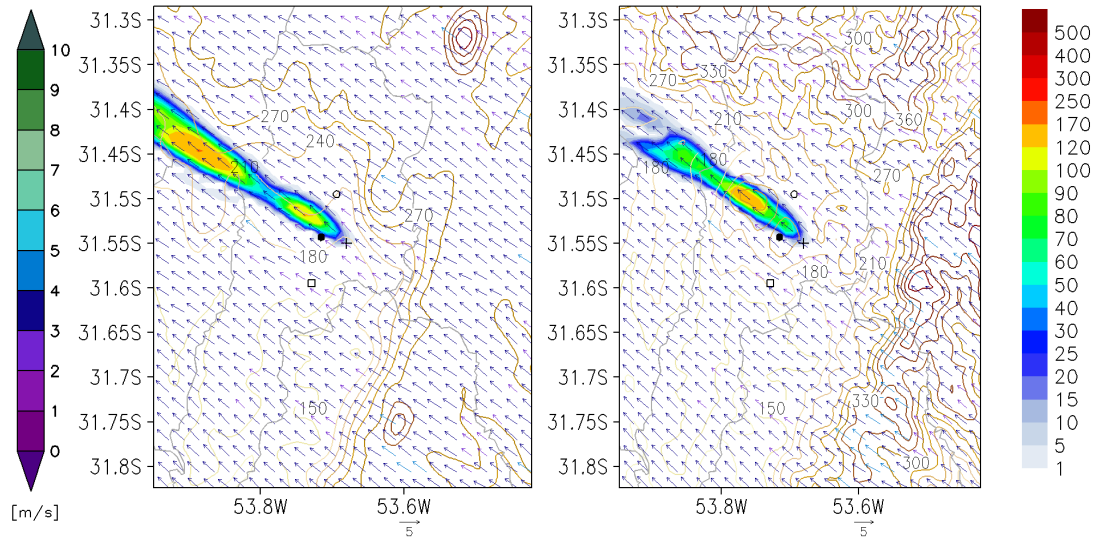 10
9
8
7
6
5
4
3
2
1
0
[m/s]
31.3S
31.35S
31.4S
31.45S
31.5S
31.55S
31.6S
31.65S
31.7S
31.75S
31.8S
270
240
210
270
180
150
53.8W
53.6W
5
31.3S
31.35S
31.4S
31.45S
31.5S
31.55S
31.6S
31.65S
31.7S
31.75S
31.8S
300
330
270
300
360
210
180
180
270
210
180
150
330
300
53.8W
53.6W
5
500
400
300
250
170
120
100
90
80
70
60
50
40
30
25
20
15
10
5
1